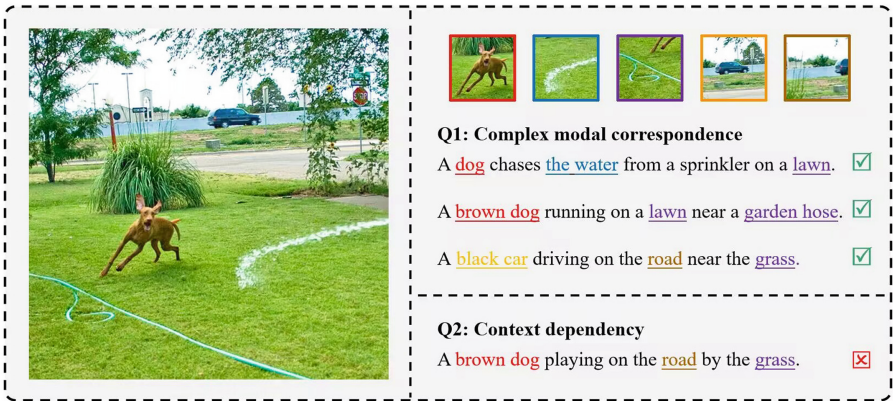 Q1: Complex modal correspondence
A dog chases the water from a sprinkler on a lawn.
A brown dog running on a lawn near a garden hose.
A black car driving on the road near the grass.
Q2: Context dependency
A brown dog playing on the road by the grass.